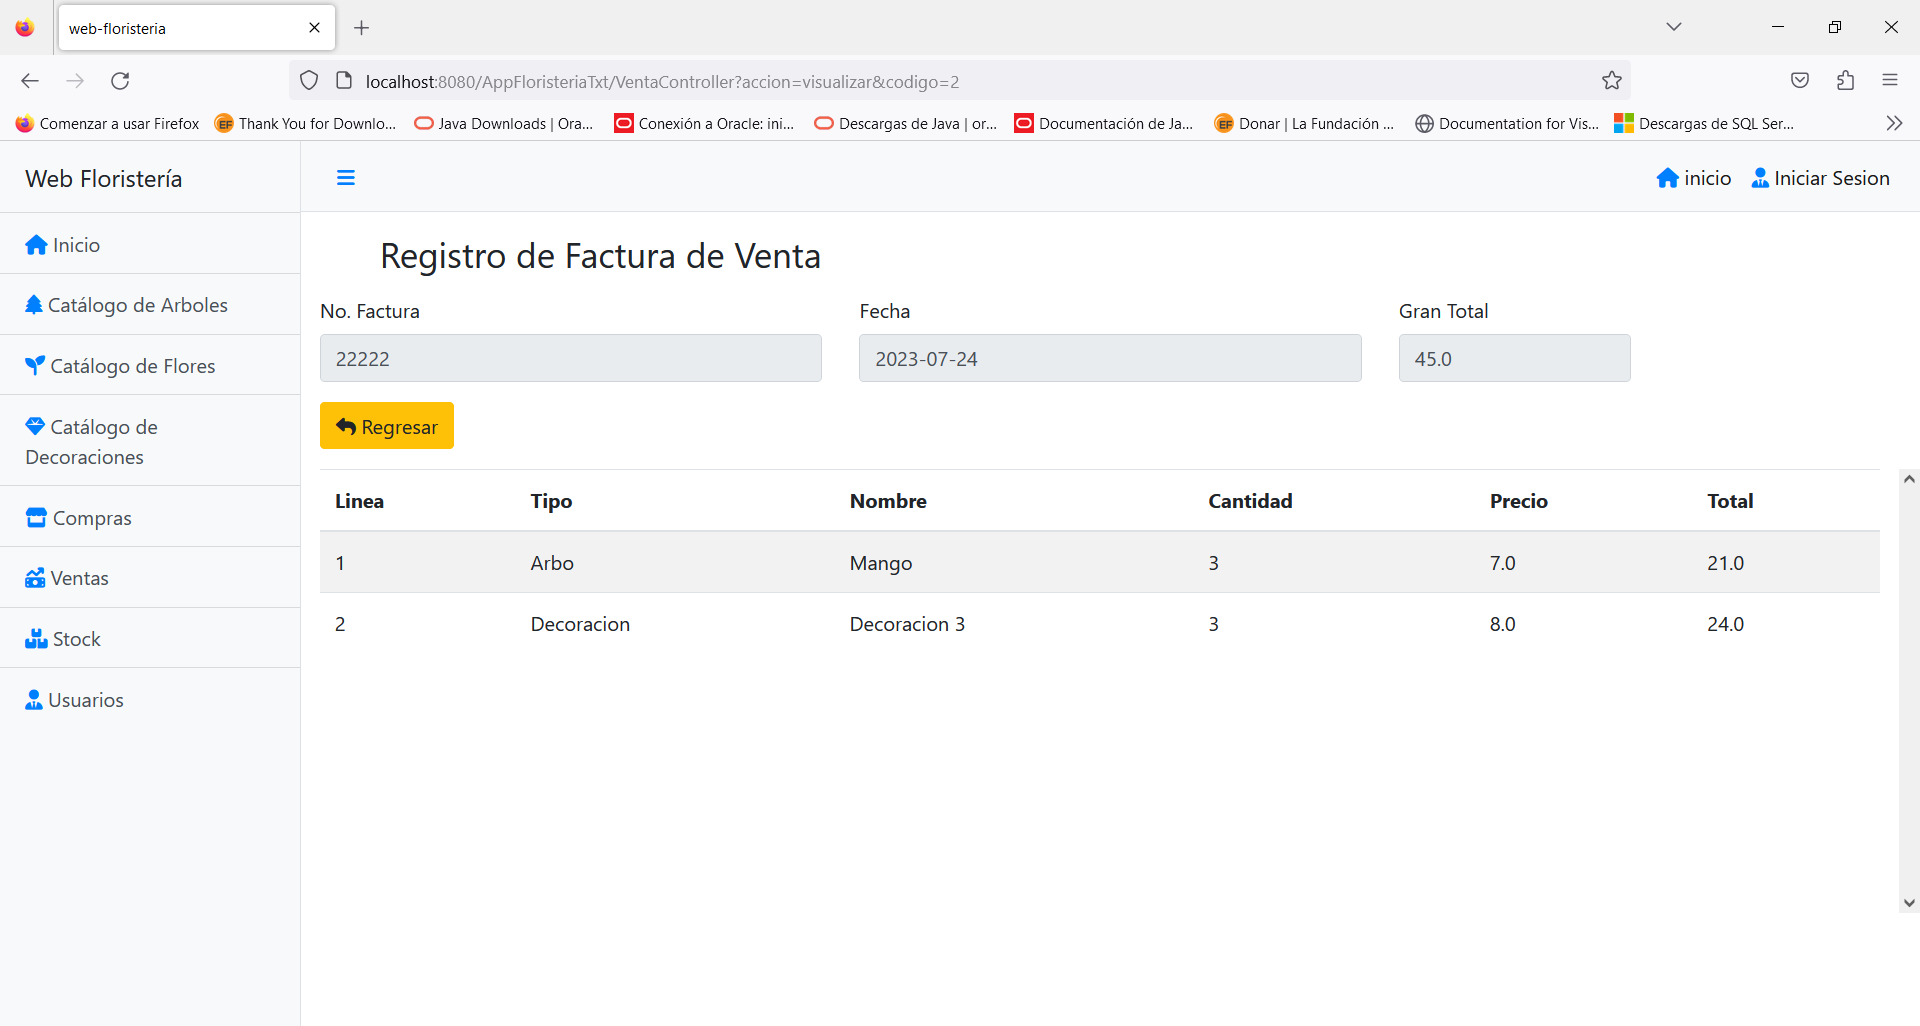 web-floristeria
localhost:8080/AppFloristeriaTxt/VentaController?accion=visualizar&codigo=2
Comenzar a usar Firefox EF Thank You for Downlo... Java Downloads | Ora... Conexión a Oracle: ini... Descargas de Java | or... Documentación de Ja... EF Donar | La Fundación ... Documentation for Vis... Descargas de SQL Ser...
Web Floristería
inicio Iniciar Sesion
Inicio
Catálogo de Arboles
Catálogo de Flores
Catálogo de
Decoraciones
Compras
Ventas
Stock
Usuarios
Registro de Factura de Venta
No. Factura Fecha Gran Total
22222 2023-07-24 45.0
Regresar
Linea Tipo Nombre Cantidad Precio Total
1 Arbo Mango 3 7.0 21.0
2 Decoracion Decoracion 3 3 8.0 24.0